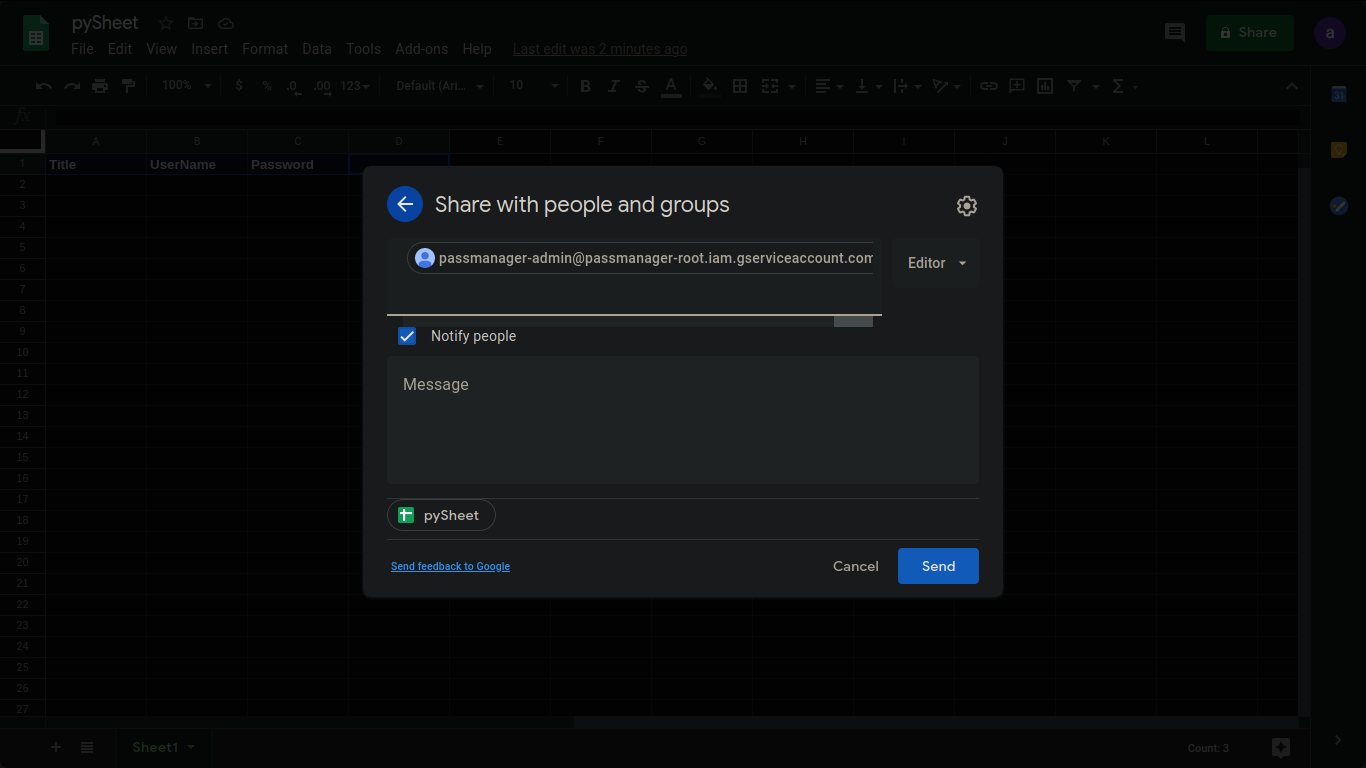 pySheet
File Edit View Insert Format Data Tools Add-ons Help Last edit was 2 minutes ago
Share
a
100% $ % .0 .00 123 Default (Ari... 10 B I S A
31
fx
A B C D E F G H I J K L
1 Title UserName Password
2
3
4
5
6
7
8
9
10
11
12
13
14
15
16
17
18
19
20
21
22
23
24
25
26
27
Share with people and groups
passmanager-admin@passmanager-root.iam.gserviceaccount.com
Editor
Notify people
Message
pySheet
Send feedback to Google
Cancel
Send
Sheet1
Count: 3